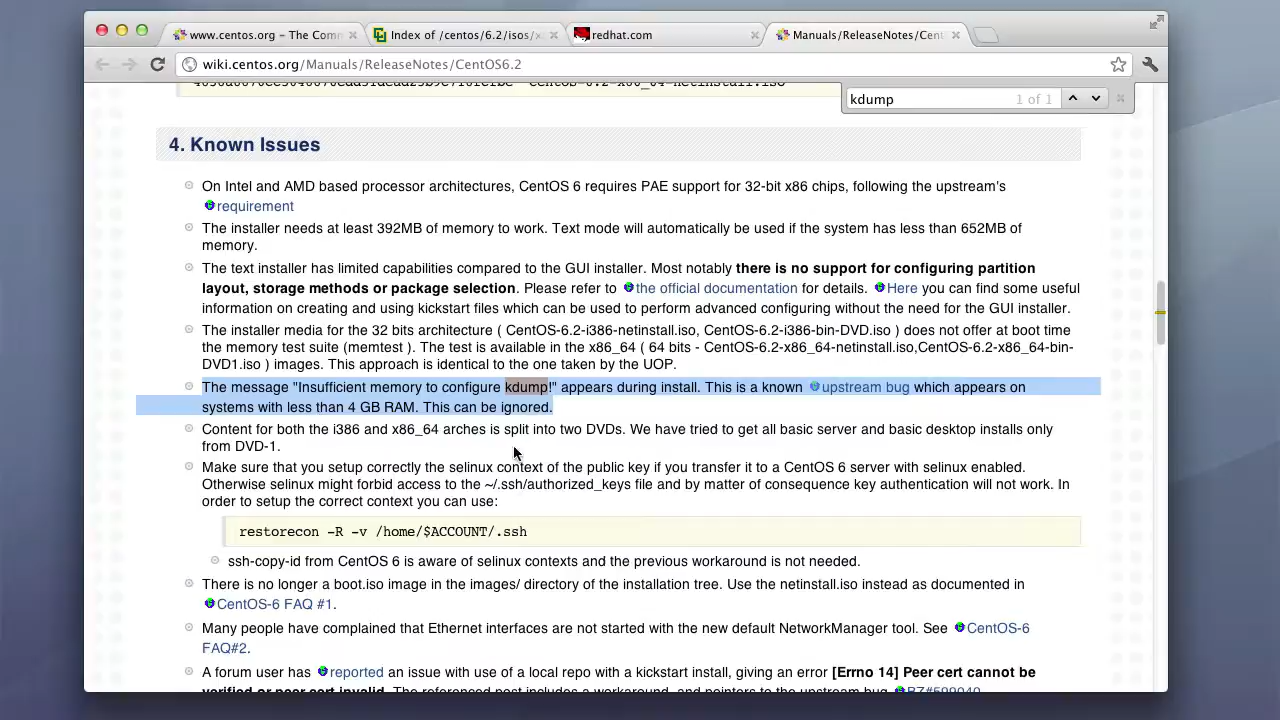 www.centos.org – The Comm
Index of /centos/6.2/isos/x
redhat.com
Manuals/ReleaseNotes/Cent
wiki.centos.org/Manuals/ReleaseNotes/CentOS6.2
kdump
1 of 1
4. Known Issues
On Intel and AMD based processor architectures, CentOS 6 requires PAE support for 32-bit x86 chips, following the upstream's
requirement
The installer needs at least 392MB of memory to work. Text mode will automatically be used if the system has less than 652MB of
memory.
The text installer has limited capabilities compared to the GUI installer. Most notably there is no support for configuring partition
layout, storage methods or package selection. Please refer to the official documentation for details. Here you can find some useful
information on creating and using kickstart files which can be used to perform advanced configuring without the need for the GUI installer.
The installer media for the 32 bits architecture ( CentOS-6.2-i386-netinstall.iso, CentOS-6.2-i386-bin-DVD.iso ) does not offer at boot time
the memory test suite (memtest ). The test is available in the x86_64 ( 64 bits - CentOS-6.2-x86_64-netinstall.iso,CentOS-6.2-x86_64-bin-
DVD1.iso ) images. This approach is identical to the one taken by the UOP.
The message "Insufficient memory to configure kdump!" appears during install. This is a known upstream bug which appears on
systems with less than 4 GB RAM. This can be ignored.
Content for both the i386 and x86_64 arches is split into two DVDs. We have tried to get all basic server and basic desktop installs only
from DVD-1.
Make sure that you setup correctly the selinux context of the public key if you transfer it to a CentOS 6 server with selinux enabled.
Otherwise selinux might forbid access to the ~/.ssh/authorized_keys file and by matter of consequence key authentication will not work. In
order to setup the correct context you can use:
restorecon -R -v /home/$ACCOUNT/.ssh
ssh-copy-id from CentOS 6 is aware of selinux contexts and the previous workaround is not needed.
There is no longer a boot.iso image in the images/ directory of the installation tree. Use the netinstall.iso instead as documented in
CentOS-6 FAQ #1.
Many people have complained that Ethernet interfaces are not started with the new default NetworkManager tool. See CentOS-6
FAQ#2.
A forum user has reported an issue with use of a local repo with a kickstart install, giving an error [Errno 14] Peer cert cannot be
verified or peer cert invalid. The referenced post includes a workaround, and pointers to the upstream bug BZ#599040.